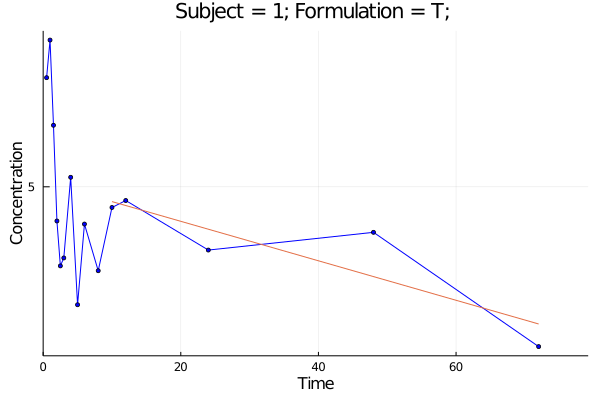 Subject = 1; Formulation = T;
Concentration
5
0
20
40
60
Time